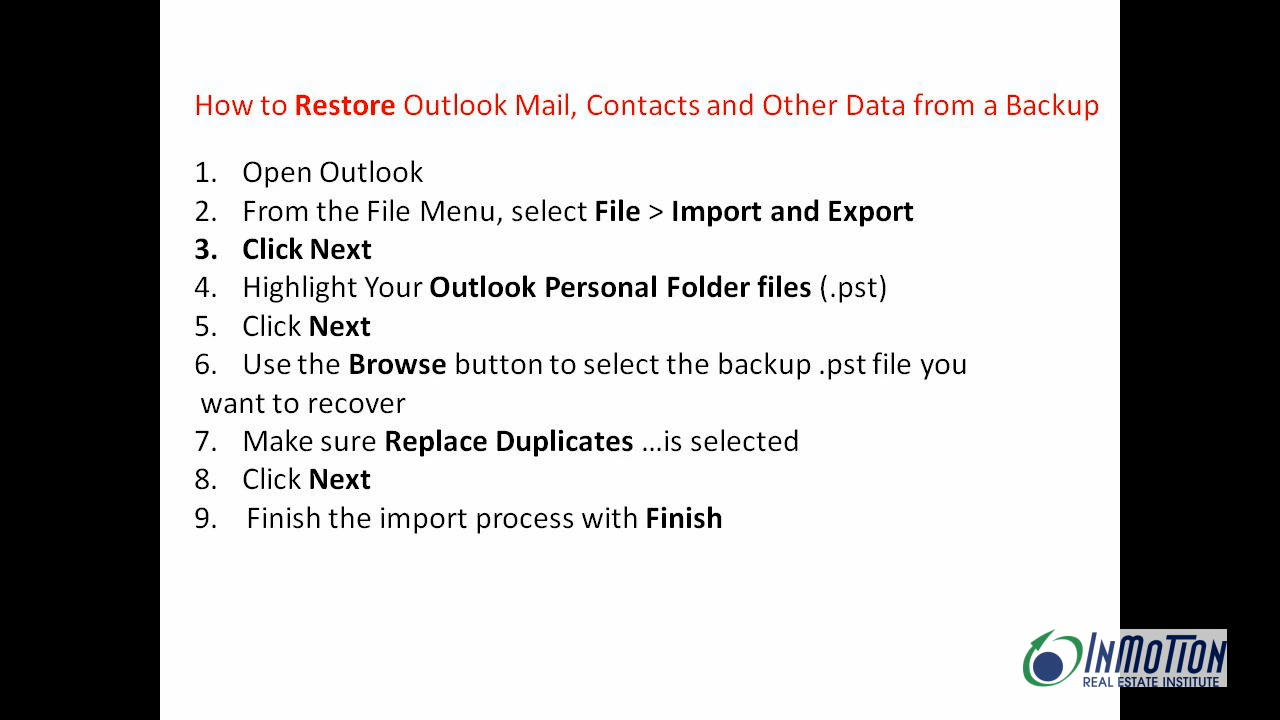 How to Restore Outlook Mail, Contacts and Other Data from a Backup
1. Open Outlook
2. From the File Menu, select File > Import and Export
3. Click Next
4. Highlight Your Outlook Personal Folder files (.pst)
5. Click Next
6. Use the Browse button to select the backup .pst file you
want to recover
7. Make sure Replace Duplicates ...is selected
8. Click Next
9. Finish the import process with Finish
INMOTION
REAL ESTATE INSTITUTE